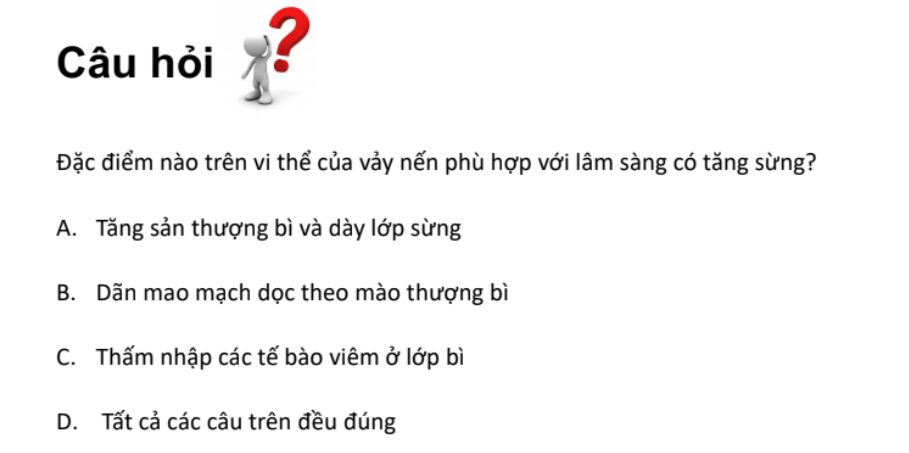 Câu hỏi
Đặc điểm nào trên vi thể của vảy nến phù hợp với lâm sàng có tăng sừng?
A. Tăng sản thượng bì và dày lớp sừng
B. Dãn mao mạch dọc theo mào thượng bì
C. Thấm nhập các tế bào viêm ở lớp bì
D. Tất cả các câu trên đều đúng